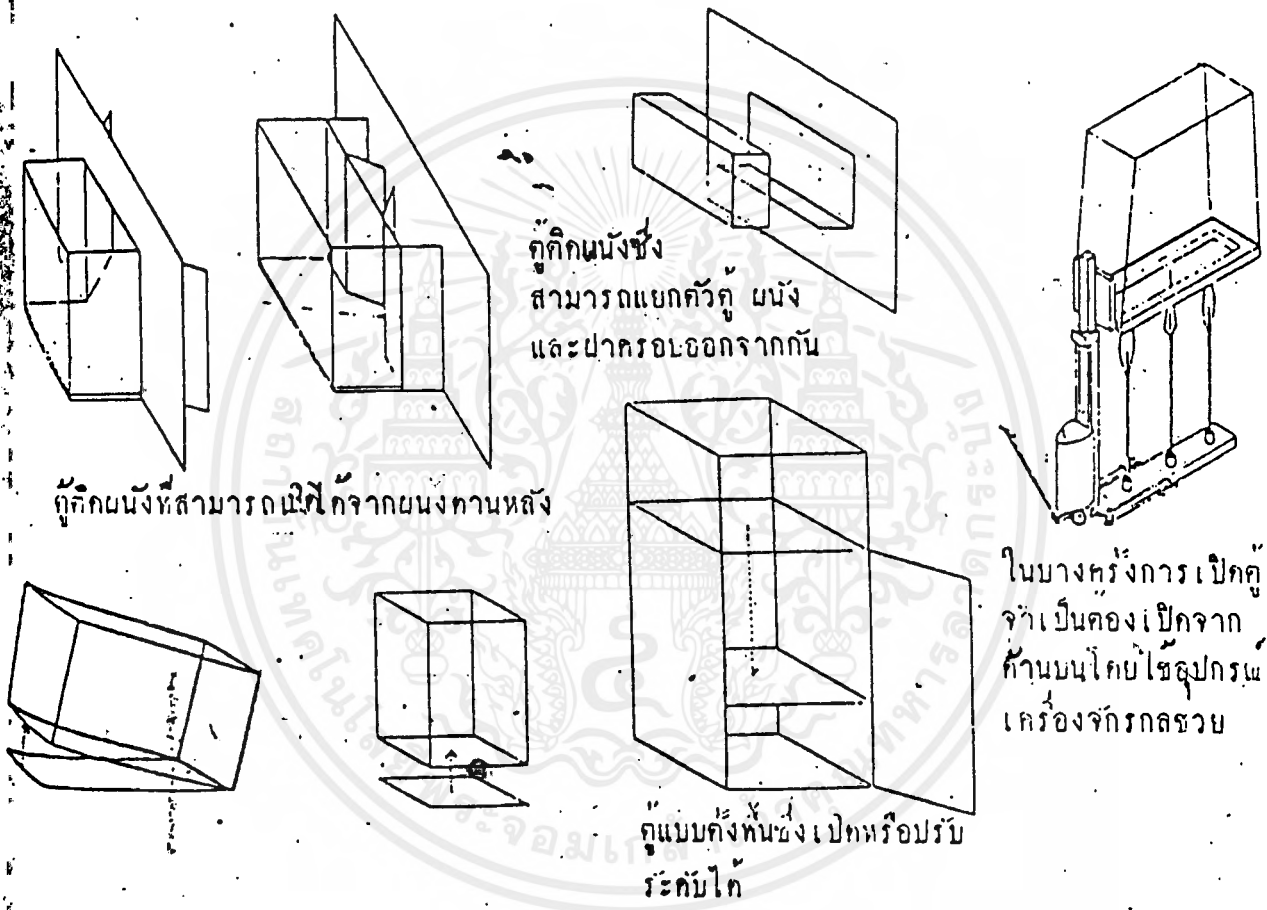 ตู้ติดผนังซึ่ง
สามารถแยกตัวตู้ ผนัง
และฝาครอบออกจากกัน
ตู้ติดผนังที่สามารถ ได้จากผนังด้านหลัง
ในบางครั้งการเปิดตู้
จำเป็นต้องเปิดจาก
ด้านบนโดยใช้อุปกรณ์
เครื่องจักรกลช่วย
ตู้แบบตั้งพื้นซึ่งเปิดหรือปรับ
ระดับได้